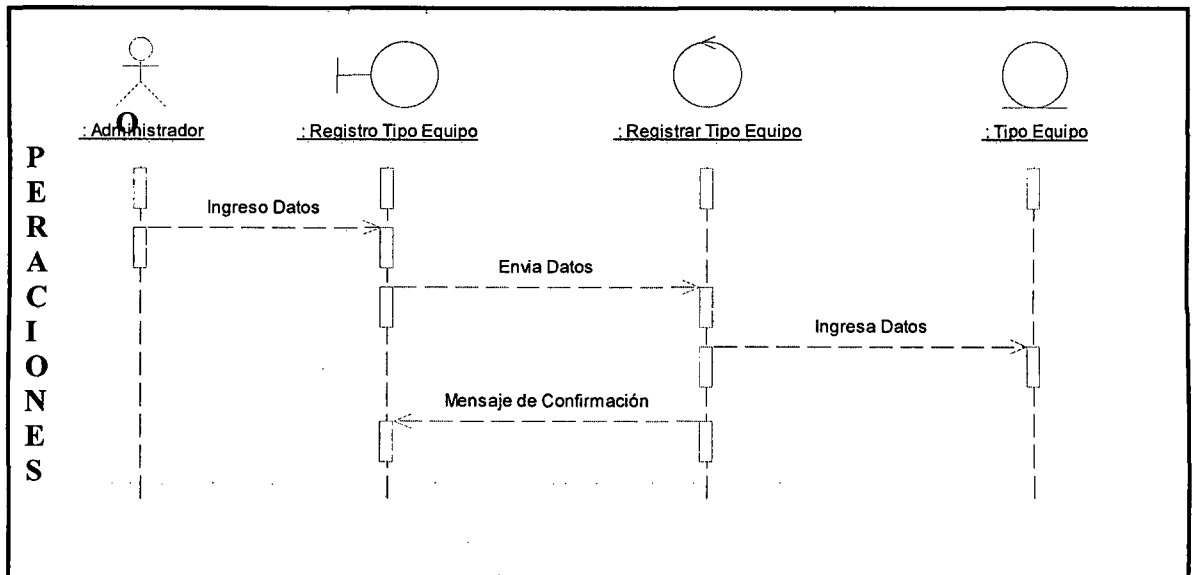 : Administrador
: Registro Tipo Equipo
: Registrar Tipo Equipo
: Tipo Equipo
O
P
E
R
A
C
I
O
N
E
S
Ingreso Datos
Envia Datos
Ingresa Datos
Mensaje de Confirmación